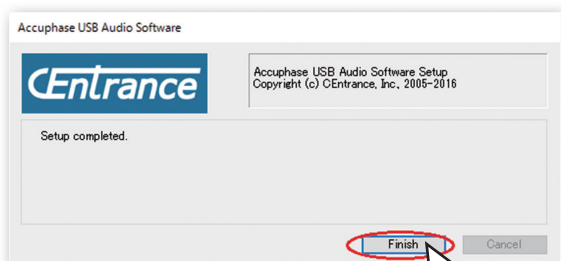 Accuphase USB Audio Software
CEntrance
Accuphase USB Audio Software Setup
Copyright (c) CEntrance, Inc., 2005-2016
Setup completed.
Finish
Cancel